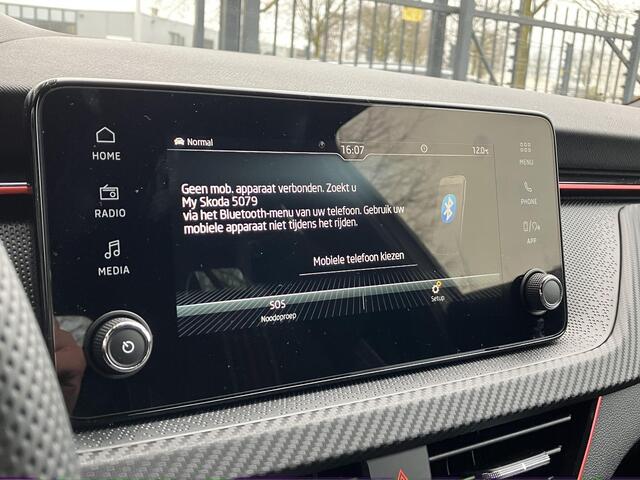 Normal
16:07
12.0°C
HOME
RADIO
MEDIA
MENU
PHONE
APP
Geen mob. apparaat verbonden. Zoekt u
My Skoda 5079
via het Bluetooth-menu van uw telefoon. Gebruik uw
mobiele apparaat niet tijdens het rijden.
Mobiele telefoon kiezen
SOS
Noodoproep
Setup